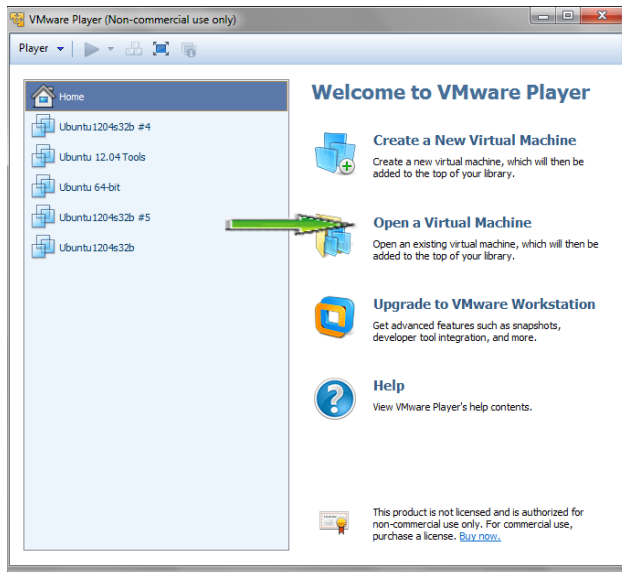 VMware Player (Non-commercial use only)
Player
Home
Ubuntu1204s32b #4
Ubuntu 12.04 Tools
Ubuntu 64-bit
Ubuntu1204s32b #5
Ubuntu1204s32b
Welcome to VMware Player
Create a New Virtual Machine
Create a new virtual machine, which will then be
added to the top of your library.
Open a Virtual Machine
Open an existing virtual machine, which will then be
added to the top of your library.
Upgrade to VMware Workstation
Get advanced features such as snapshots,
developer tool integration, and more.
Help
View VMware Player's help contents.
This product is not licensed and is authorized for
non-commercial use only. For commercial use,
purchase a license. Buy now.